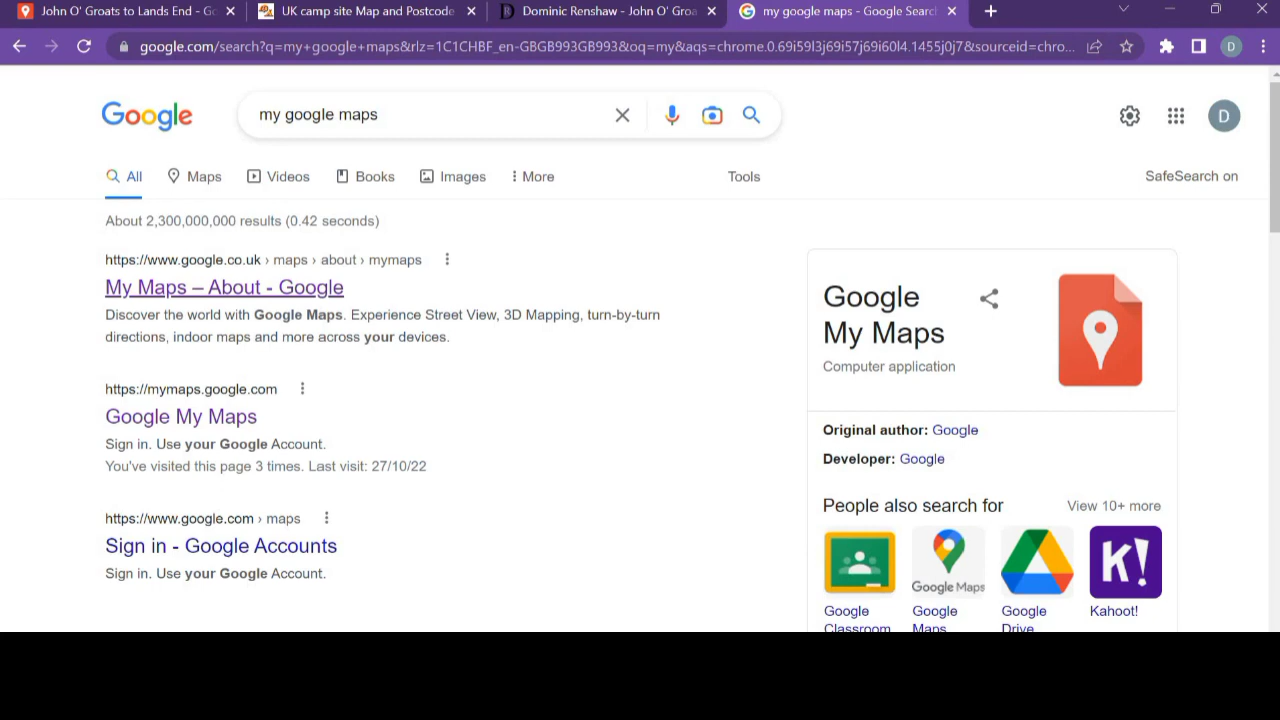 John O' Groats to Lands End - Go
UK camp site Map and Postcode
Dominic Renshaw - John O' Groa
my google maps - Google Search
google.com/search?q=my+google+maps&rlz=1C1CHBF_en-GBGB993GB993&oq=my&aqs=chrome.0.69i59l3j69i57j69i60l4.1455j0j7&sourceid=chro...
D
Google
my google maps
D
All
Maps
Videos
Books
Images
More
Tools
SafeSearch on
About 2,300,000,000 results (0.42 seconds)
https://www.google.co.uk › maps › about › mymaps
My Maps – About - Google
Discover the world with Google Maps. Experience Street View, 3D Mapping, turn-by-turn
directions, indoor maps and more across your devices.
https://mymaps.google.com
Google My Maps
Sign in. Use your Google Account.
You've visited this page 3 times. Last visit: 27/10/22
https://www.google.com › maps
Sign in - Google Accounts
Sign in. Use your Google Account.
Google
My Maps
Computer application
Original author: Google
Developer: Google
People also search for
View 10+ more
Google Maps
K!
Google
Classroom
Google
Maps
Google
Drive
Kahoot!